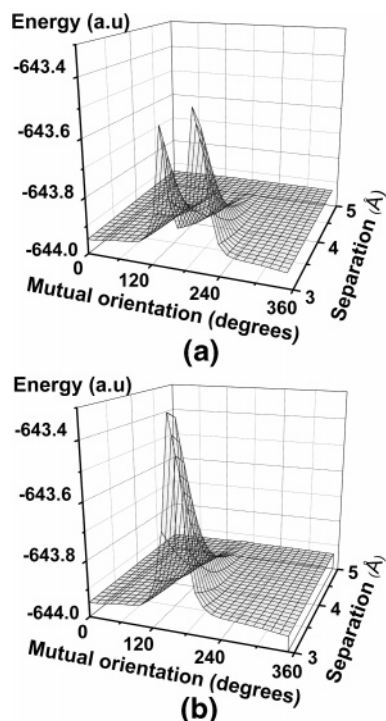 Energy (a.u)
-643.4
-643.6
-643.8
-644.0
0
120
240
360
Mutual orientation (degrees)
3
4
5
Separation (Å)
(a)
Energy (a.u)
-643.4
-643.6
-643.8
-644.0
0
120
240
360
Mutual orientation (degrees)
3
4
5
Separation (Å)
(b)